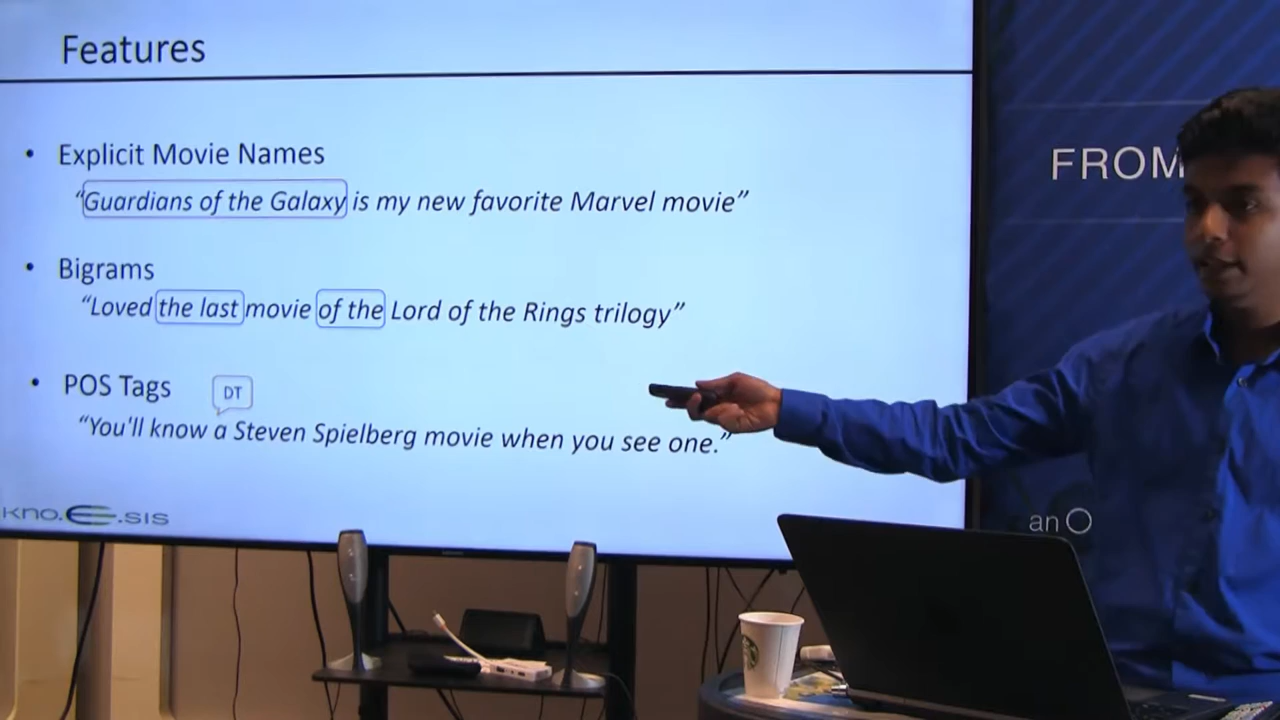 Features
• Explicit Movie Names
“Guardians of the Galaxy is my new favorite Marvel movie”
• Bigrams
“Loved the last movie of the Lord of the Rings trilogy”
• POS Tags
DT
“You'll know a Steven Spielberg movie when you see one.”
kno.e.sis
FROM
an O